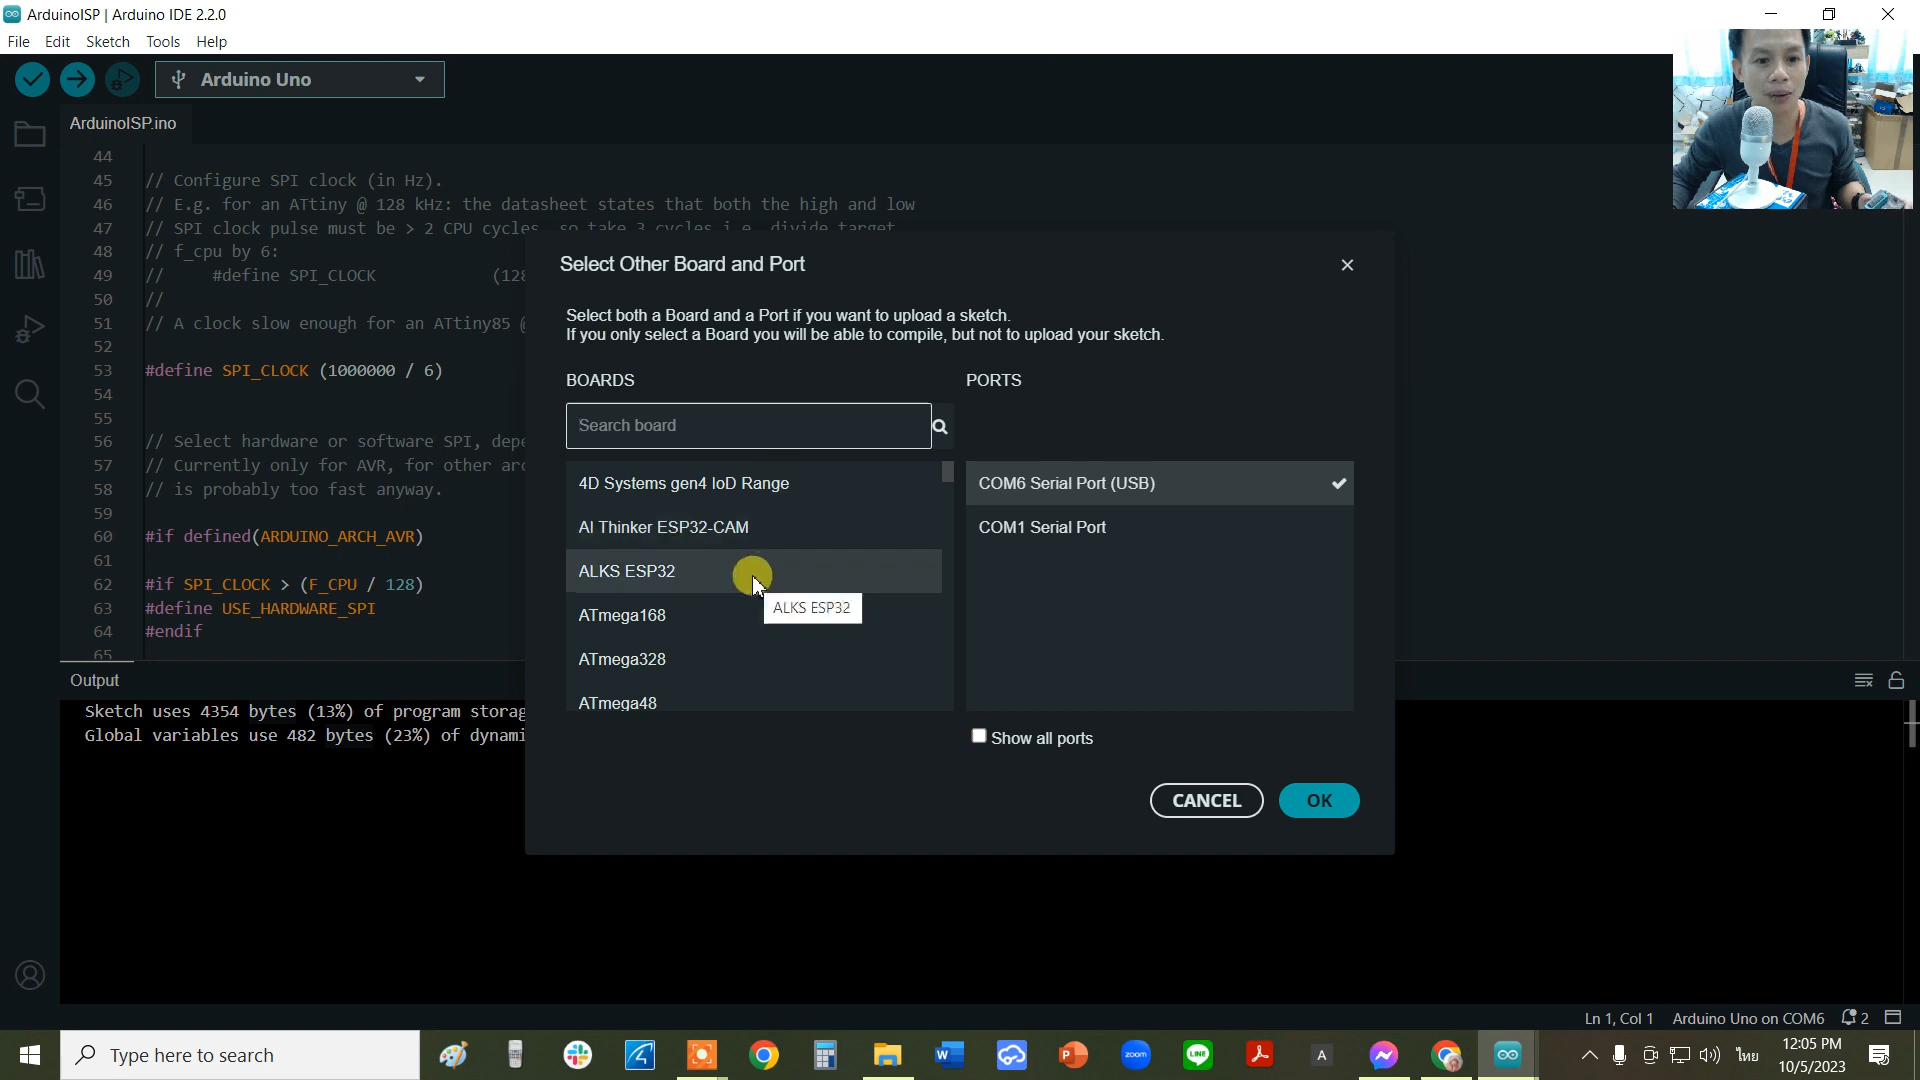 ArduinoISP | Arduino IDE 2.2.0
File Edit Sketch Tools Help
Arduino Uno
ArduinoISP.ino
44
45 // Configure SPI clock (in Hz).
46 // E.g. for an ATtiny @ 128 kHz: the datasheet states that both the high and low
47 // SPI clock pulse must be > 2 CPU cycles, so take 3 cycles i.e. divide target
48 // f_cpu by 6:
49 // #define SPI_CLOCK (128
50 //
51 // A clock slow enough for an ATtiny85 @
52
53 #define SPI_CLOCK (1000000 / 6)
54
55
56 // Select hardware or software SPI, depe
57 // Currently only for AVR, for other arc
58 // is probably too fast anyway.
59
60 #if defined(ARDUINO_ARCH_AVR)
61
62 #if SPI_CLOCK > (F_CPU / 128)
63 #define USE_HARDWARE_SPI
64 #endif
65
Select Other Board and Port
Select both a Board and a Port if you want to upload a sketch.
If you only select a Board you will be able to compile, but not to upload your sketch.
BOARDS PORTS
Search board
4D Systems gen4 IoD Range
AI Thinker ESP32-CAM
ALKS ESP32
ALKS ESP32
ATmega168
ATmega328
ATmega48
COM6 Serial Port (USB)
COM1 Serial Port
Show all ports
CANCEL OK
Output
Sketch uses 4354 bytes (13%) of program storag
Global variables use 482 bytes (23%) of dynami
Ln 1, Col 1 Arduino Uno on COM6 2
Type here to search
zoom
LINE
A
ไทย
12:05 PM
10/5/2023